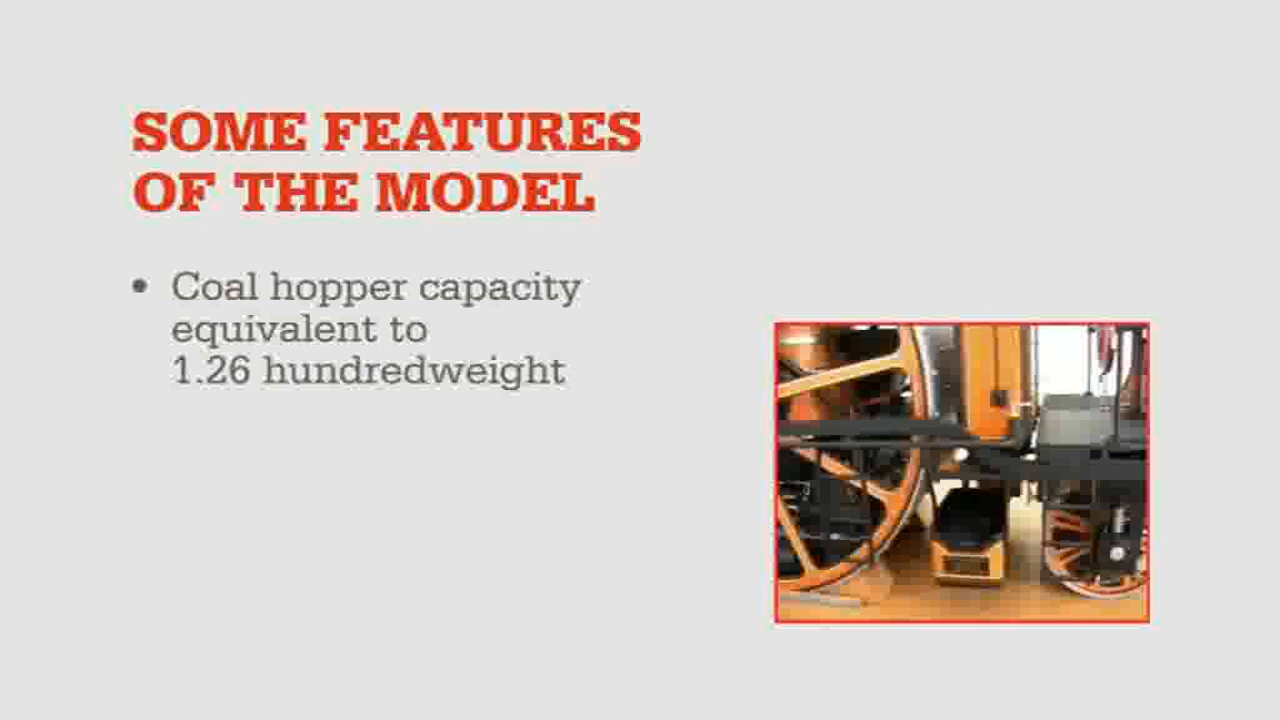 SOME FEATURES
OF THE MODEL
• Coal hopper capacity
equivalent to
1.26 hundredweight